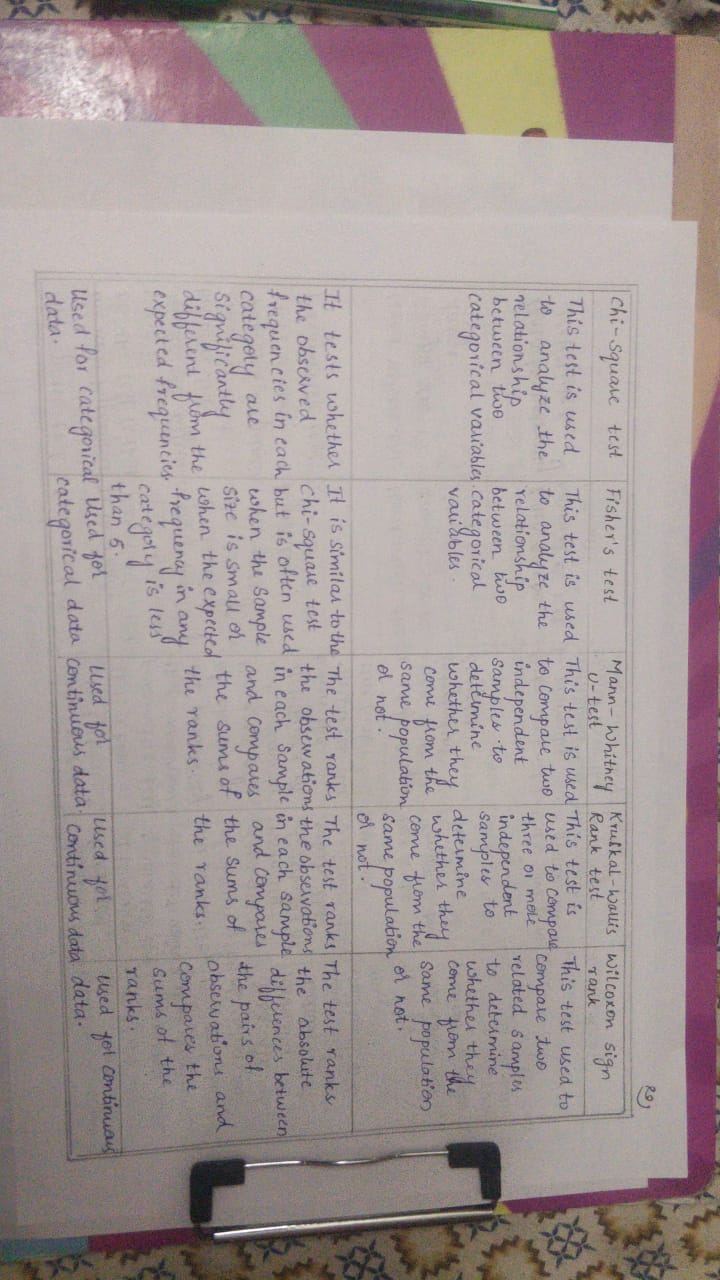 Chi-Square test
Fisher's test
Mann-Whitney
U-test
Kruskal-Wallis
Rank test
Wilcoxon sign
rank
This test is used
to analyze the
relationship
between two
categorical variables.
This test is used
to analyze the
relationship
between two
categorical
variables.
This test is used
to compare two
independent
samples to
determine
whether they
come from the
same population
or not.
This test is
used to compare
three or more
independent
samples to
determine
whether they
come from the
same population
or not.
This test used to
compare two
related samples
to determine
whether they
come from the
same population
or not.
It tests whether
the observed
frequencies in each
category are
significantly
different from the
expected frequencies
It is similar to the
Chi-square test
but is often used
when the sample
size is small or
when the expected
frequency in any
category is less
than 5.
The test ranks
the observations
in each sample
and compares
the sums of
the ranks.
The test ranks
the observations
in each sample
and compares
the sums of
the ranks.
The test ranks
the absolute
differences between
the pairs of
observations and
compares the
sums of the
ranks.
Used for categorical
data.
Used for
categorical data
Used for
continuous data.
Used for
continuous data
Used for continuous
data.